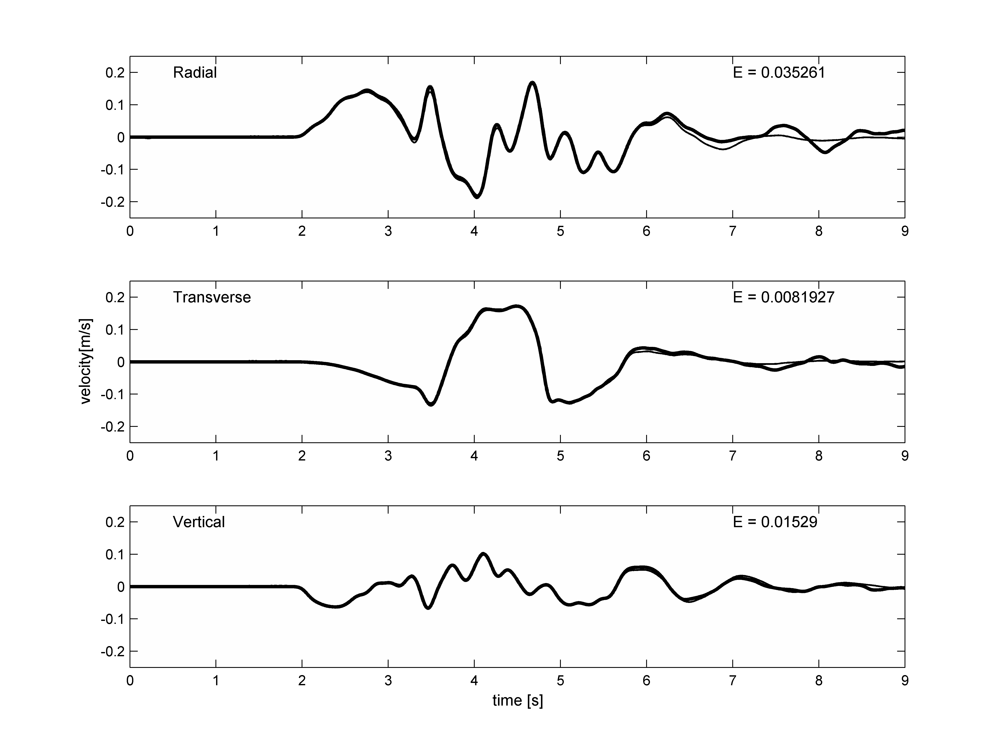 Radial
E = 0.035261
0.2
0.1
0
-0.1
-0.2
0 1 2 3 4 5 6 7 8 9
Transverse
E = 0.0081927
velocity[m/s]
0.2
0.1
0
-0.1
-0.2
0 1 2 3 4 5 6 7 8 9
Vertical
E = 0.01529
0.2
0.1
0
-0.1
-0.2
0 1 2 3 4 5 6 7 8 9
time [s]